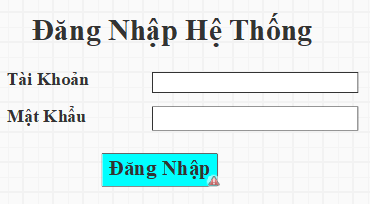 Đăng Nhập Hệ Thống
Tài Khoản
Mật Khẩu
Đăng Nhập